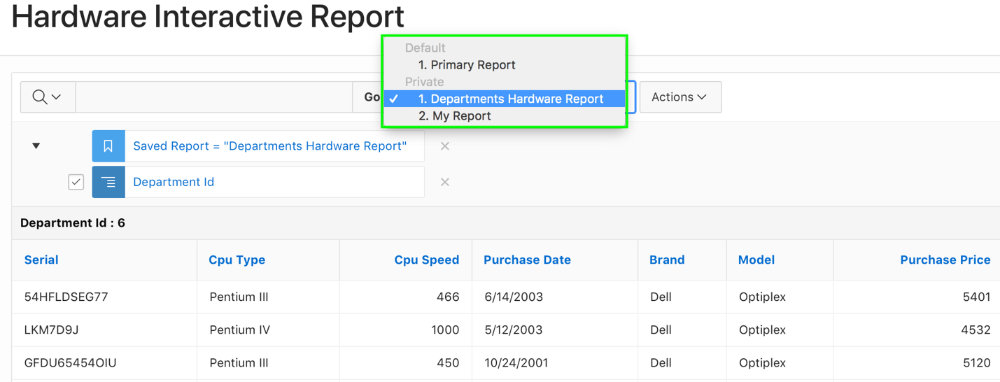 Hardware Interactive Report
Default
1. Primary Report
Private
Go
✓ 1. Departments Hardware Report
Actions
2. My Report
Saved Report = "Departments Hardware Report"
Department Id
Department Id : 6
Serial Cpu Type Cpu Speed Purchase Date Brand Model Purchase Price
54HFLDSEG77 Pentium III 466 6/14/2003 Dell Optiplex 5401
LKM7D9J Pentium IV 1000 5/12/2003 Dell Optiplex 4532
GFDU65454OIU Pentium III 450 10/24/2001 Dell Optiplex 5120